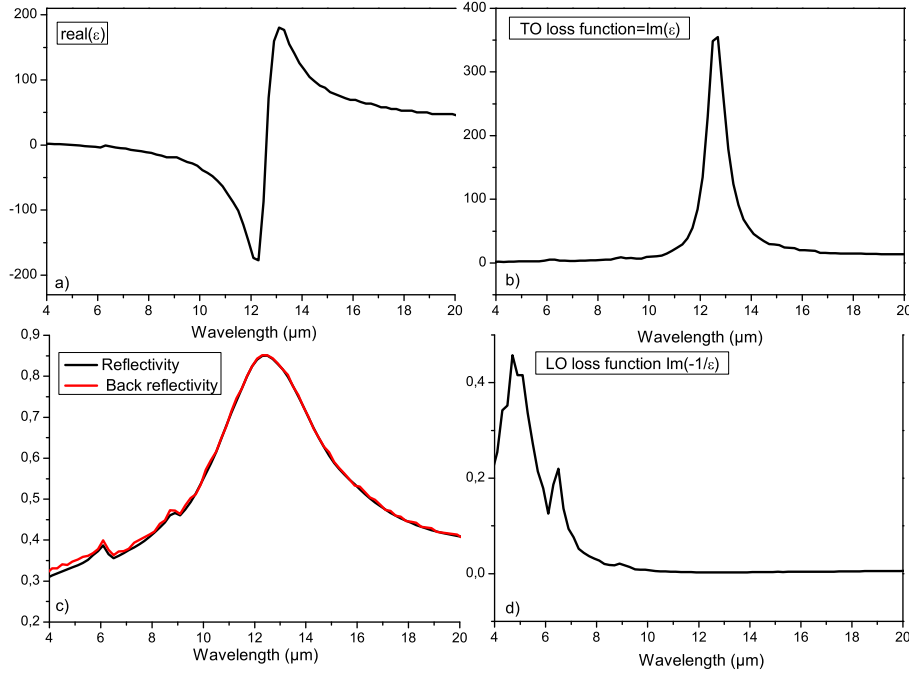 real(ε)
200
100
0
-100
-200
a)
4 6 8 10 12 14 16 18 20
Wavelength (µm)
TO loss function=Im(ε)
400
300
200
100
0
b)
4 6 8 10 12 14 16 18 20
Wavelength (µm)
0,9
0,8
0,7
0,6
0,5
0,4
0,3
0,2
Reflectivity
Back reflectivity
c)
4 6 8 10 12 14 16 18 20
Wavelength (µm)
LO loss function Im(-1/ε)
0,4
0,2
0,0
d)
4 6 8 10 12 14 16 18 20
Wavelength (µm)